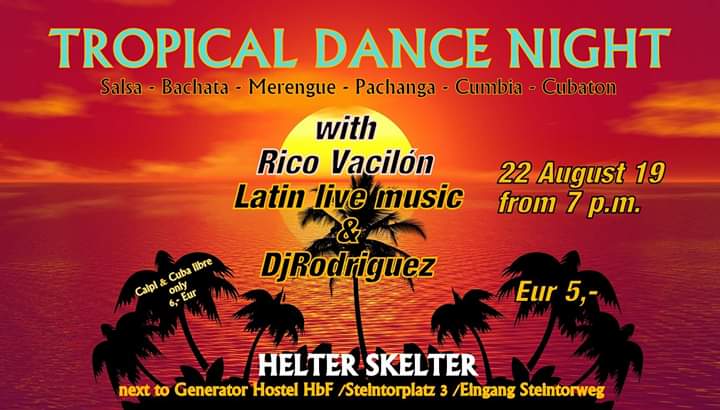 TROPICAL DANCE NIGHT
Salsa - Bachata - Merengue - Pachanga - Cumbia - Cubaton
with
Rico Vacilón
Latin live music
&
DjRodriguez
22 August 19
from 7 p.m.
Caipi & Cuba libre
only
6,- Eur
Eur 5,-
HELTER SKELTER
next to Generator Hostel HbF /Steintorplatz 3 /Eingang Steintorweg